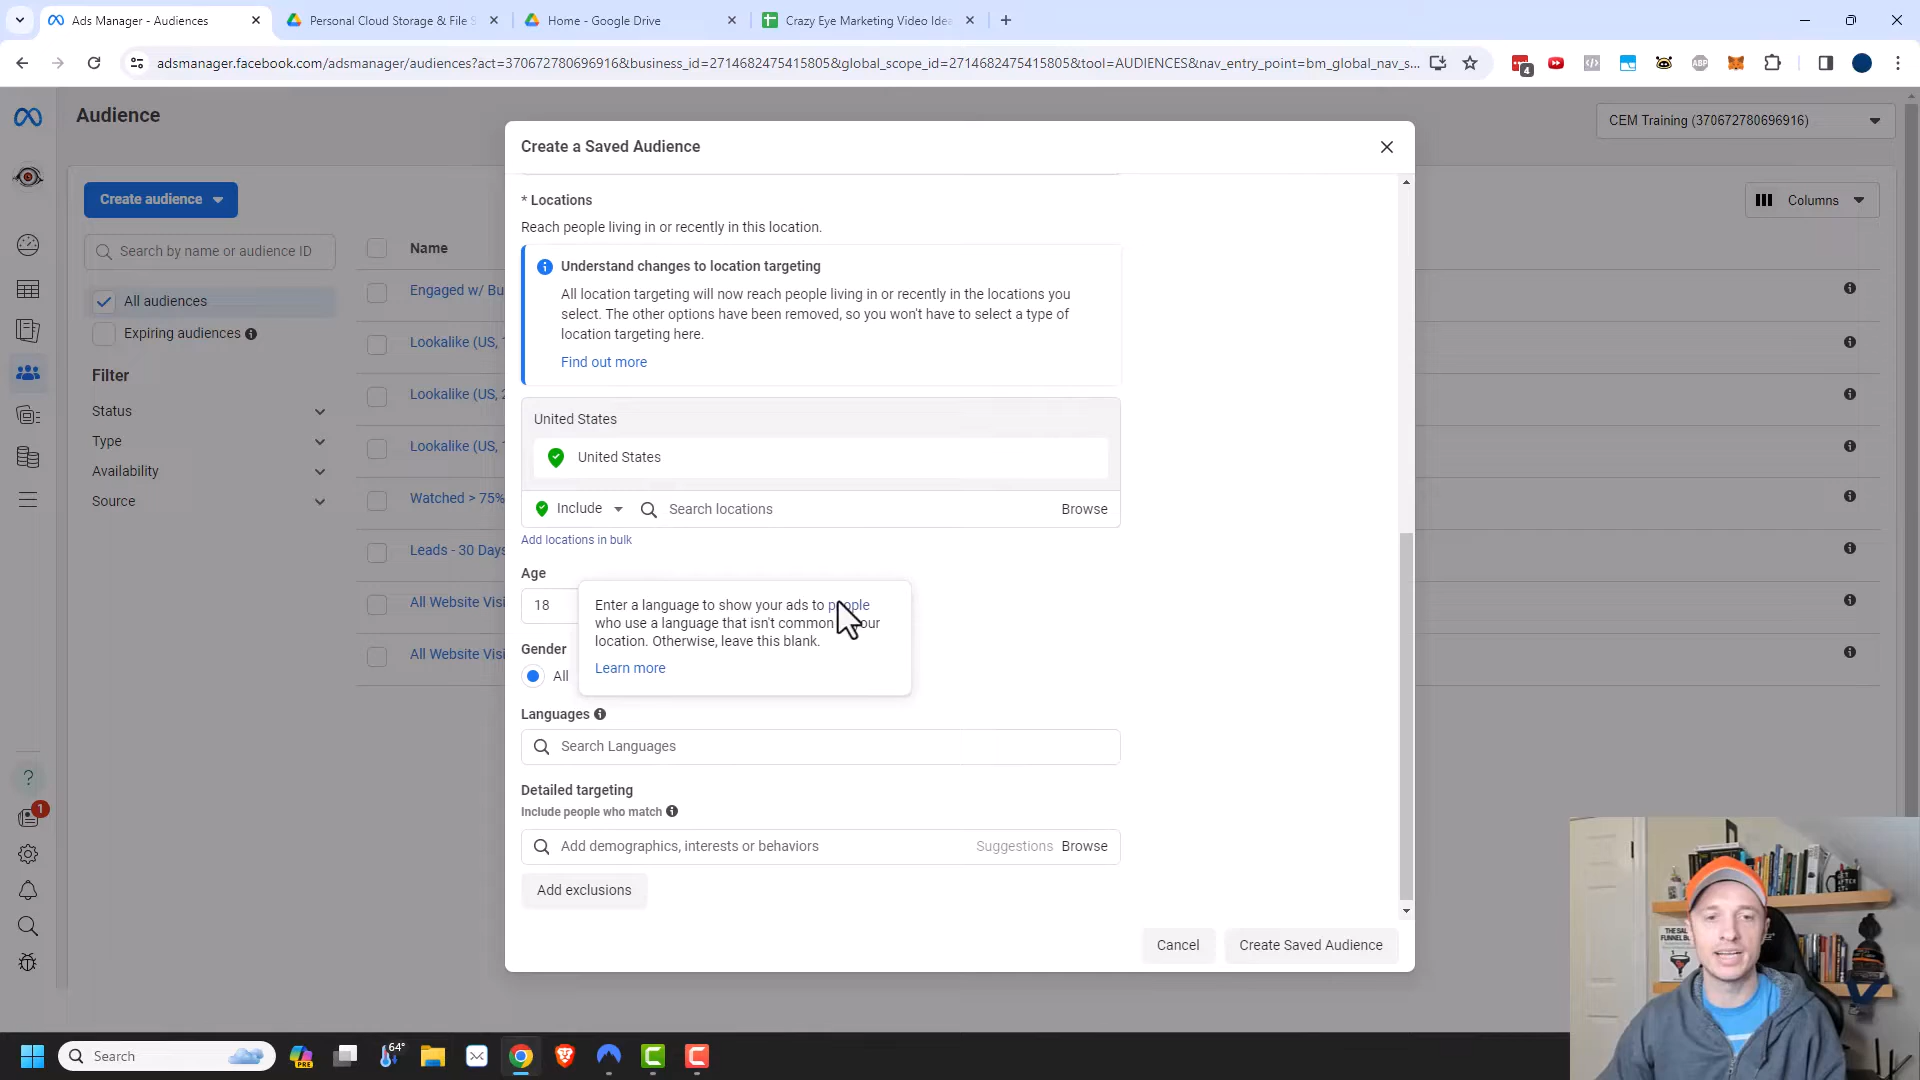 Ads Manager - Audiences
Personal Cloud Storage & File S
Home - Google Drive
Crazy Eye Marketing Video Idea
adsmanager.facebook.com/adsmanager/audiences?act=370672780696916&business_id=2714682475415805&global_scope_id=2714682475415805&tool=AUDIENCES&nav_entry_point=bm_global_nav_s...
4
ABP
Audience
CEM Training (370672780696916)
Create audience
Columns
Search by name or audience ID
All audiences
Expiring audiences
Filter
Status
Type
Availability
Source
Name
Engaged w/ Bu
Lookalike (US,
Lookalike (US, 2
Lookalike (US,
Watched > 75%
Leads - 30 Days
All Website Visi
All Website Visi
Create a Saved Audience
* Locations
Reach people living in or recently in this location.
Understand changes to location targeting
All location targeting will now reach people living in or recently in the locations you
select. The other options have been removed, so you won't have to select a type of
location targeting here.
Find out more
United States
United States
Include
Search locations
Browse
Add locations in bulk
Age
18
Enter a language to show your ads to people
who use a language that isn't common
location. Otherwise, leave this blank.
Learn more
Gender
All
Languages
Search Languages
Detailed targeting
Include people who match
Add demographics, interests or behaviors
Suggestions
Browse
Add exclusions
Cancel
Create Saved Audience
?
1
Search
PRE
64°
GET
AFTER
IT
FUNNEL